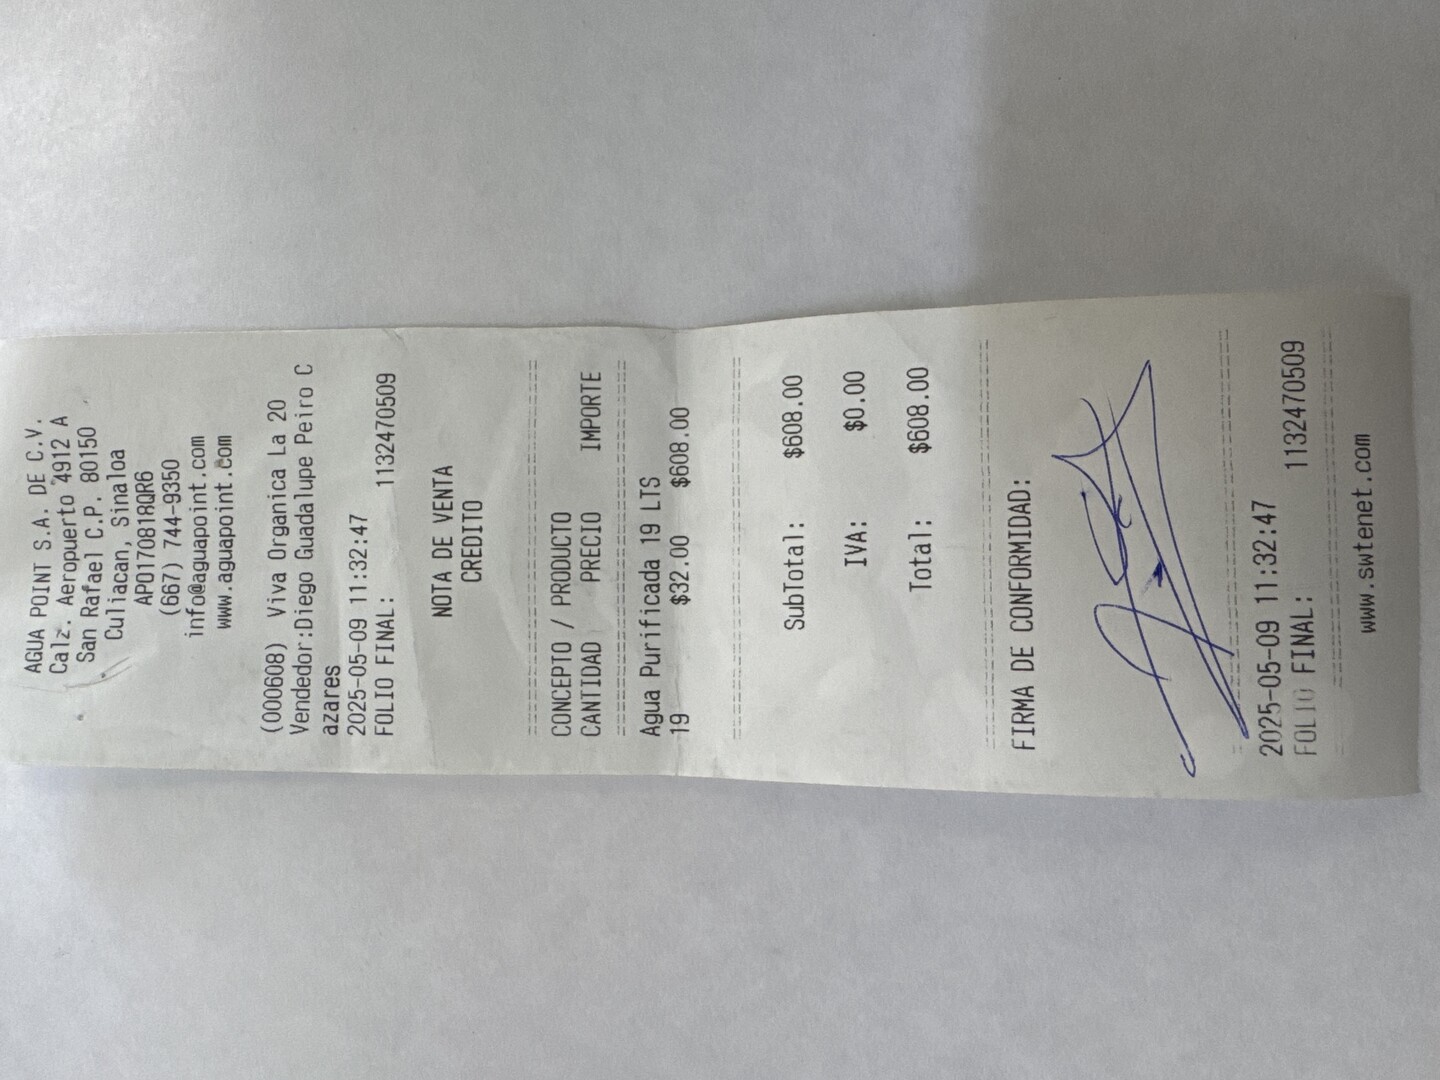 AGUA POINT S.A. DE C.V.
Calz. Aeropuerto 4912 A
San Rafael C.P. 80150
Culiacan, Sinaloa
APO170818QR6
(667) 744-9350
info@aguapoint.com
www.aguapoint.com
(000608) Viva Organica La 20
Vendedor:Diego Guadalupe Peiro C
azares
2025-05-09 11:32:47
FOLIO FINAL: 1132470509
NOTA DE VENTA
CREDITO
CONCEPTO / PRODUCTO
CANTIDAD PRECIO IMPORTE
Agua Purificada 19 LTS
19 $32.00 $608.00
SubTotal: $608.00
IVA: $0.00
Total: $608.00
FIRMA DE CONFORMIDAD:
2025-05-09 11:32:47
FOLIO FINAL: 1132470509
www.swtenet.com